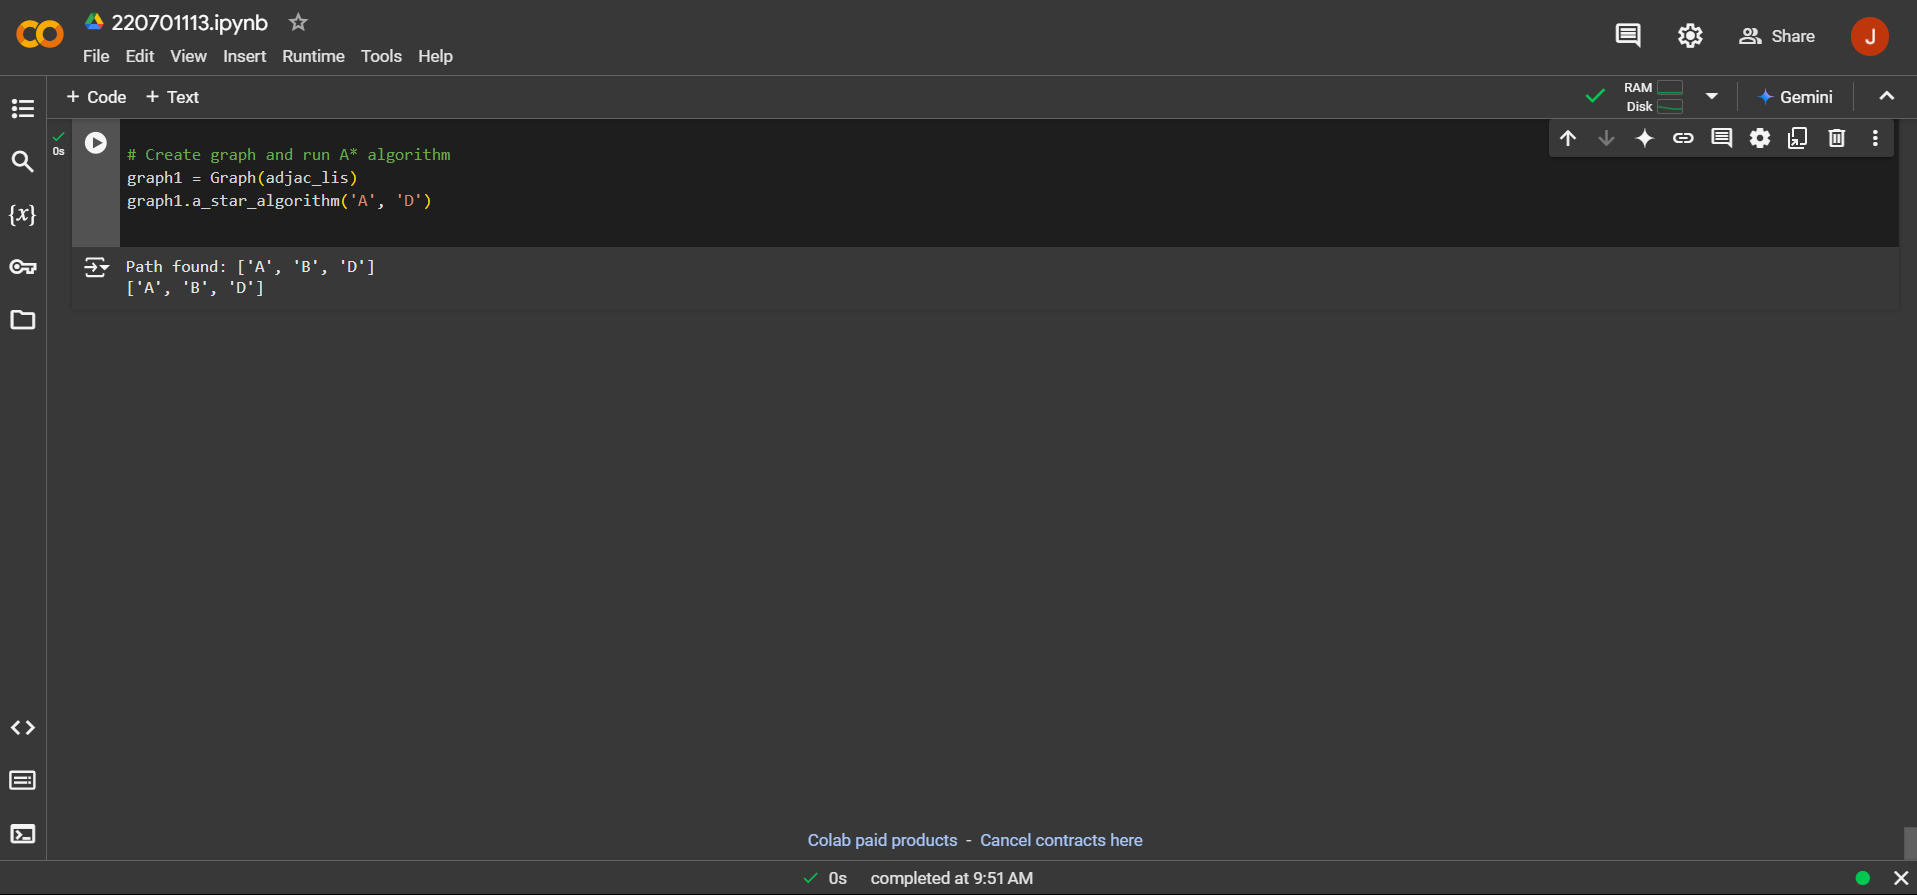 220701113.ipynb
File Edit View Insert Runtime Tools Help
Share
J
+ Code + Text
RAM
Disk
Gemini
0s
# Create graph and run A* algorithm
graph1 = Graph(adjac_lis)
graph1.a_star_algorithm('A', 'D')
{x}
Path found: ['A', 'B', 'D']
['A', 'B', 'D']
Colab paid products - Cancel contracts here
0s completed at 9:51 AM